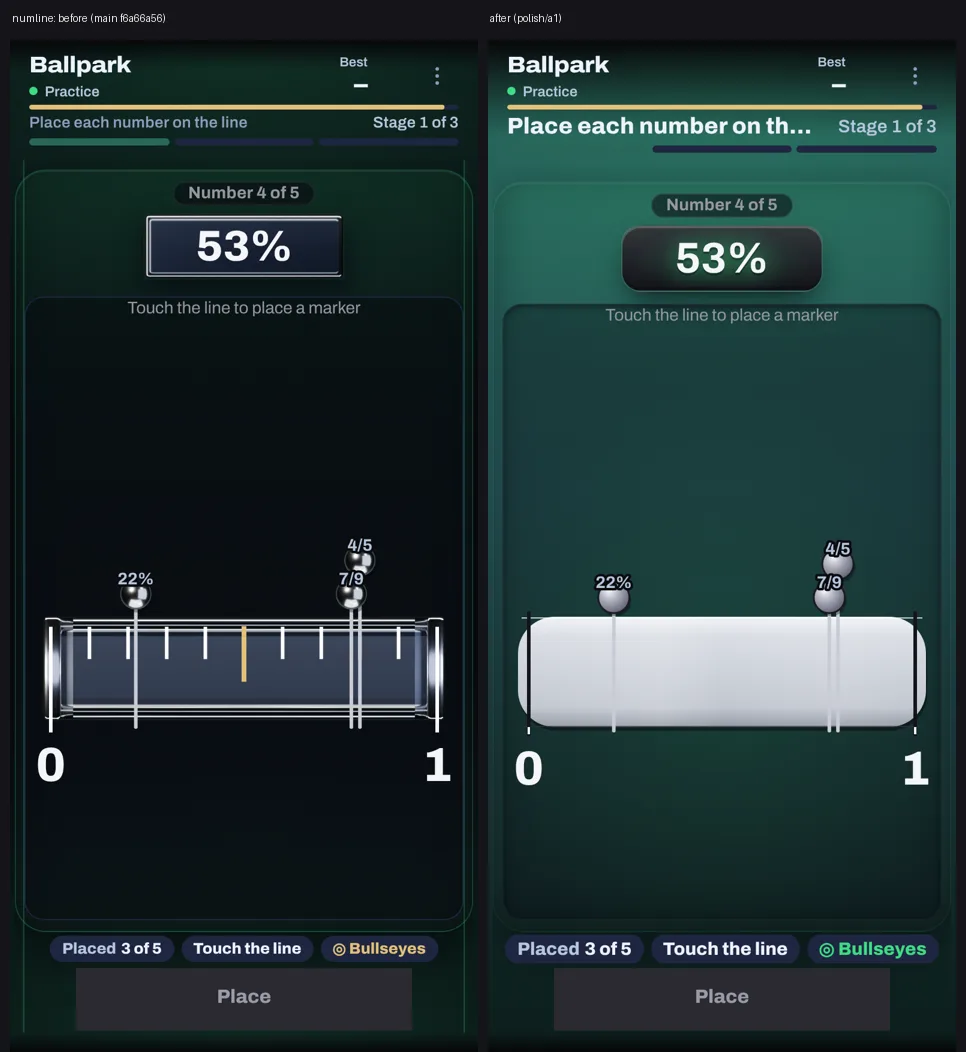 numline: before (main f6a66a56)
Ballpark
Best
–
Practice
Place each number on the line
Stage 1 of 3
Number 4 of 5
53%
Touch the line to place a marker
4/5
22%
7/9
0
1
Placed 3 of 5
Touch the line
◎ Bullseyes
Place
after (polish/a1)
Ballpark
Best
–
Practice
Place each number on th...
Stage 1 of 3
Number 4 of 5
53%
Touch the line to place a marker
4/5
22%
7/9
0
1
Placed 3 of 5
Touch the line
◎ Bullseyes
Place